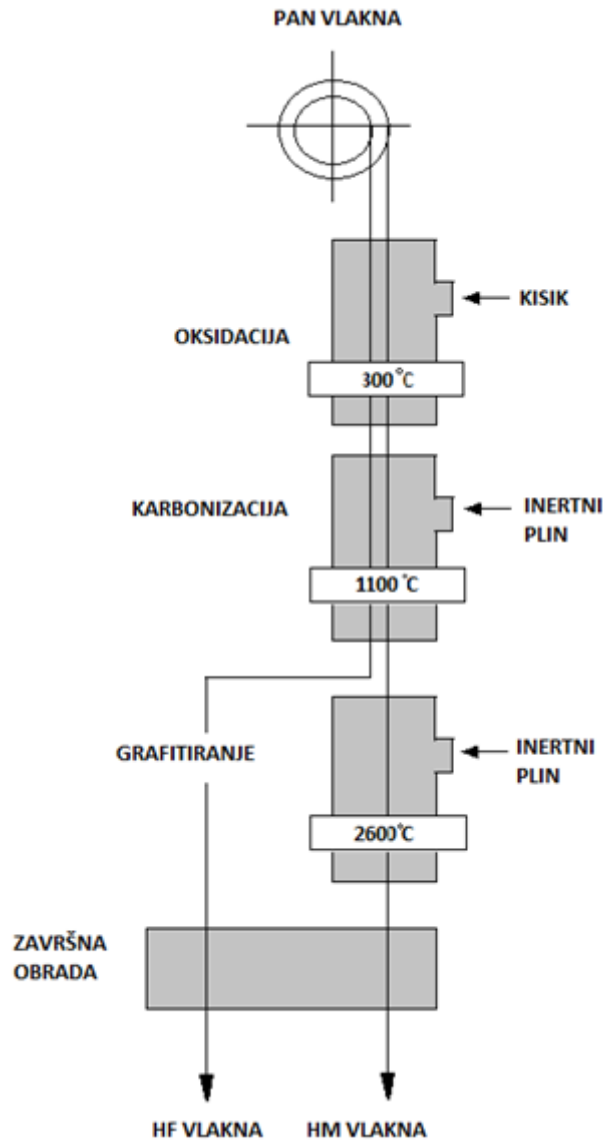 PAN VLAKNA
KISIK
OKSIDACIJA
300°C
KARBONIZACIJA
INERTNI
PLIN
1100°C
GRAFITIRANJE
INERTNI
PLIN
2600°C
ZAVRŠNA
OBRADA
HF VLAKNA
HM VLAKNA